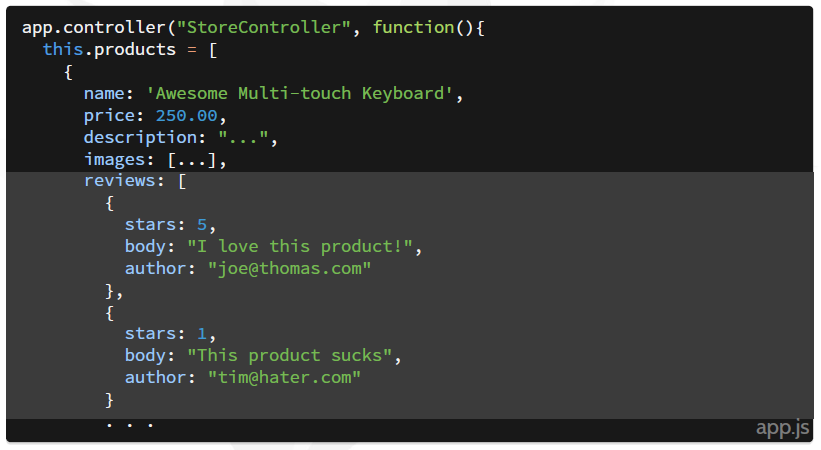 app.controller("StoreController", function(){
  this.products = [
    {
      name: 'Awesome Multi-touch Keyboard',
      price: 250.00,
      description: "...",
      images: [...],
      reviews: [
        {
          stars: 5,
          body: "I love this product!",
          author: "joe@thomas.com"
        },
        {
          stars: 1,
          body: "This product sucks",
          author: "tim@hater.com"
        }
        . . .
app.js